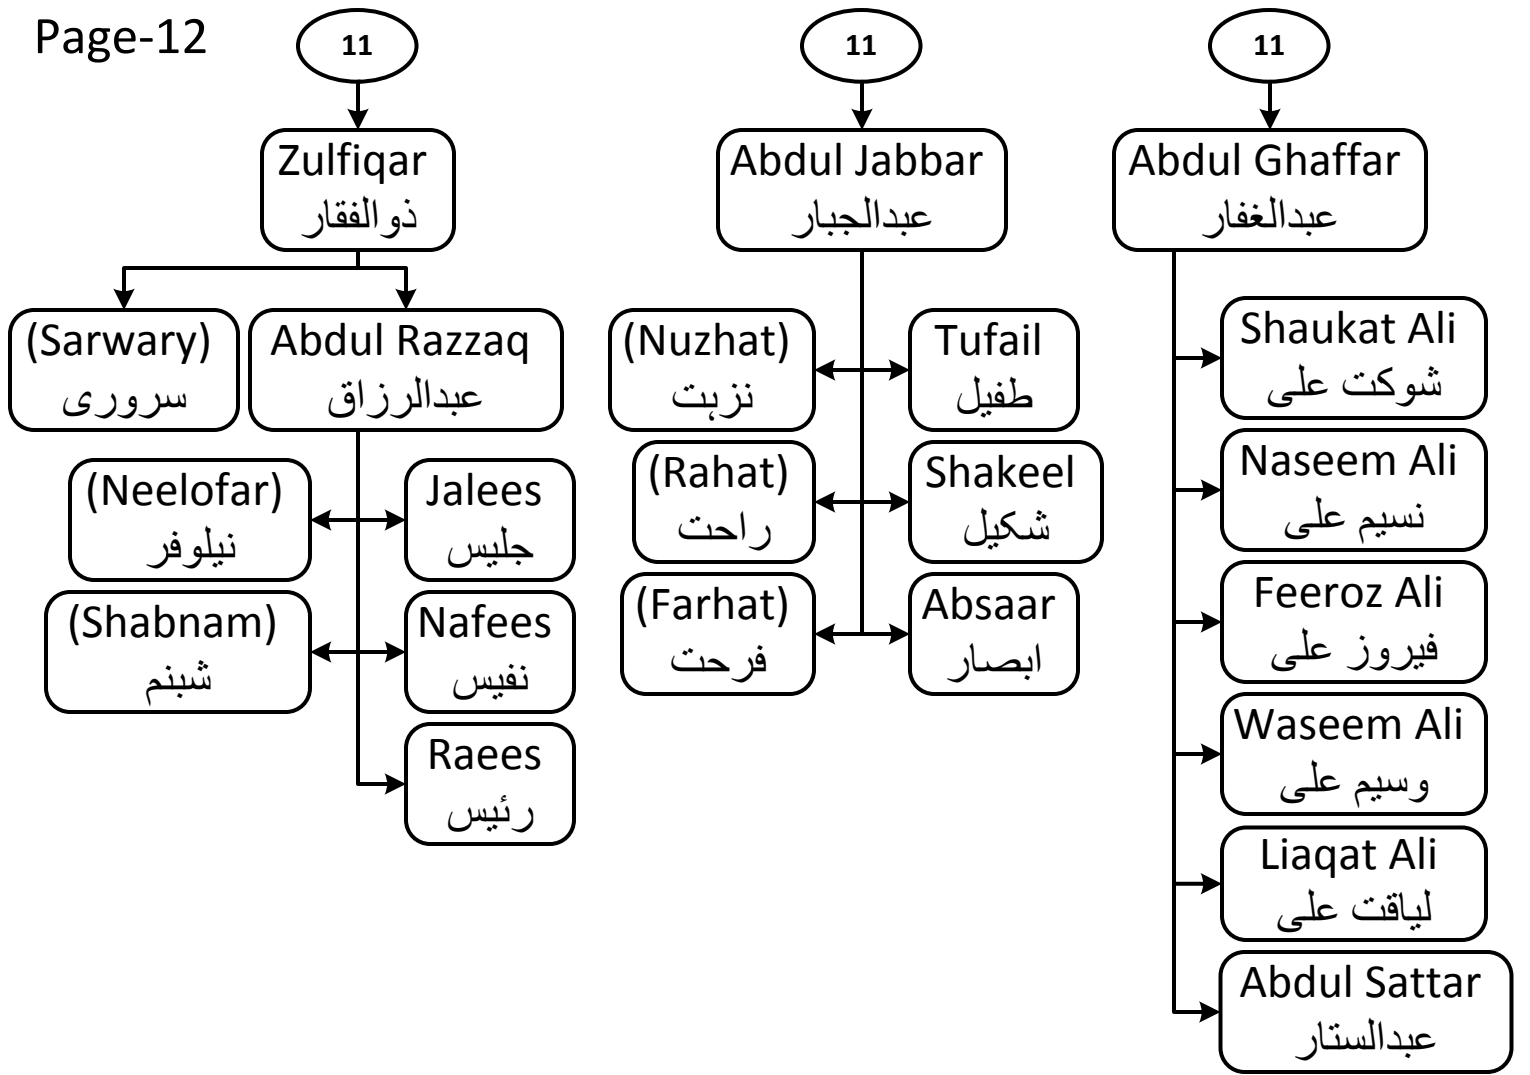 Page-12
11
11
11
Zulfiqar
ذوالفقار
Abdul Jabbar
عبدالجبار
Abdul Ghaffar
عبدالغفار
(Sarwary)
سروری
Abdul Razzaq
عبدالرزاق
(Neelofar)
نیلوفر
Jalees
جلیس
(Shabnam)
شبنم
Nafees
نفیس
Raees
رئیس
(Nuzhat)
نزہت
Tufail
طفیل
(Rahat)
راحت
Shakeel
شکیل
(Farhat)
فرحت
Absaar
ابصار
Shaukat Ali
شوکت علی
Naseem Ali
نسیم علی
Feeroz Ali
فیروز علی
Waseem Ali
وسیم علی
Liaqat Ali
لیاقت علی
Abdul Sattar
عبدالستار